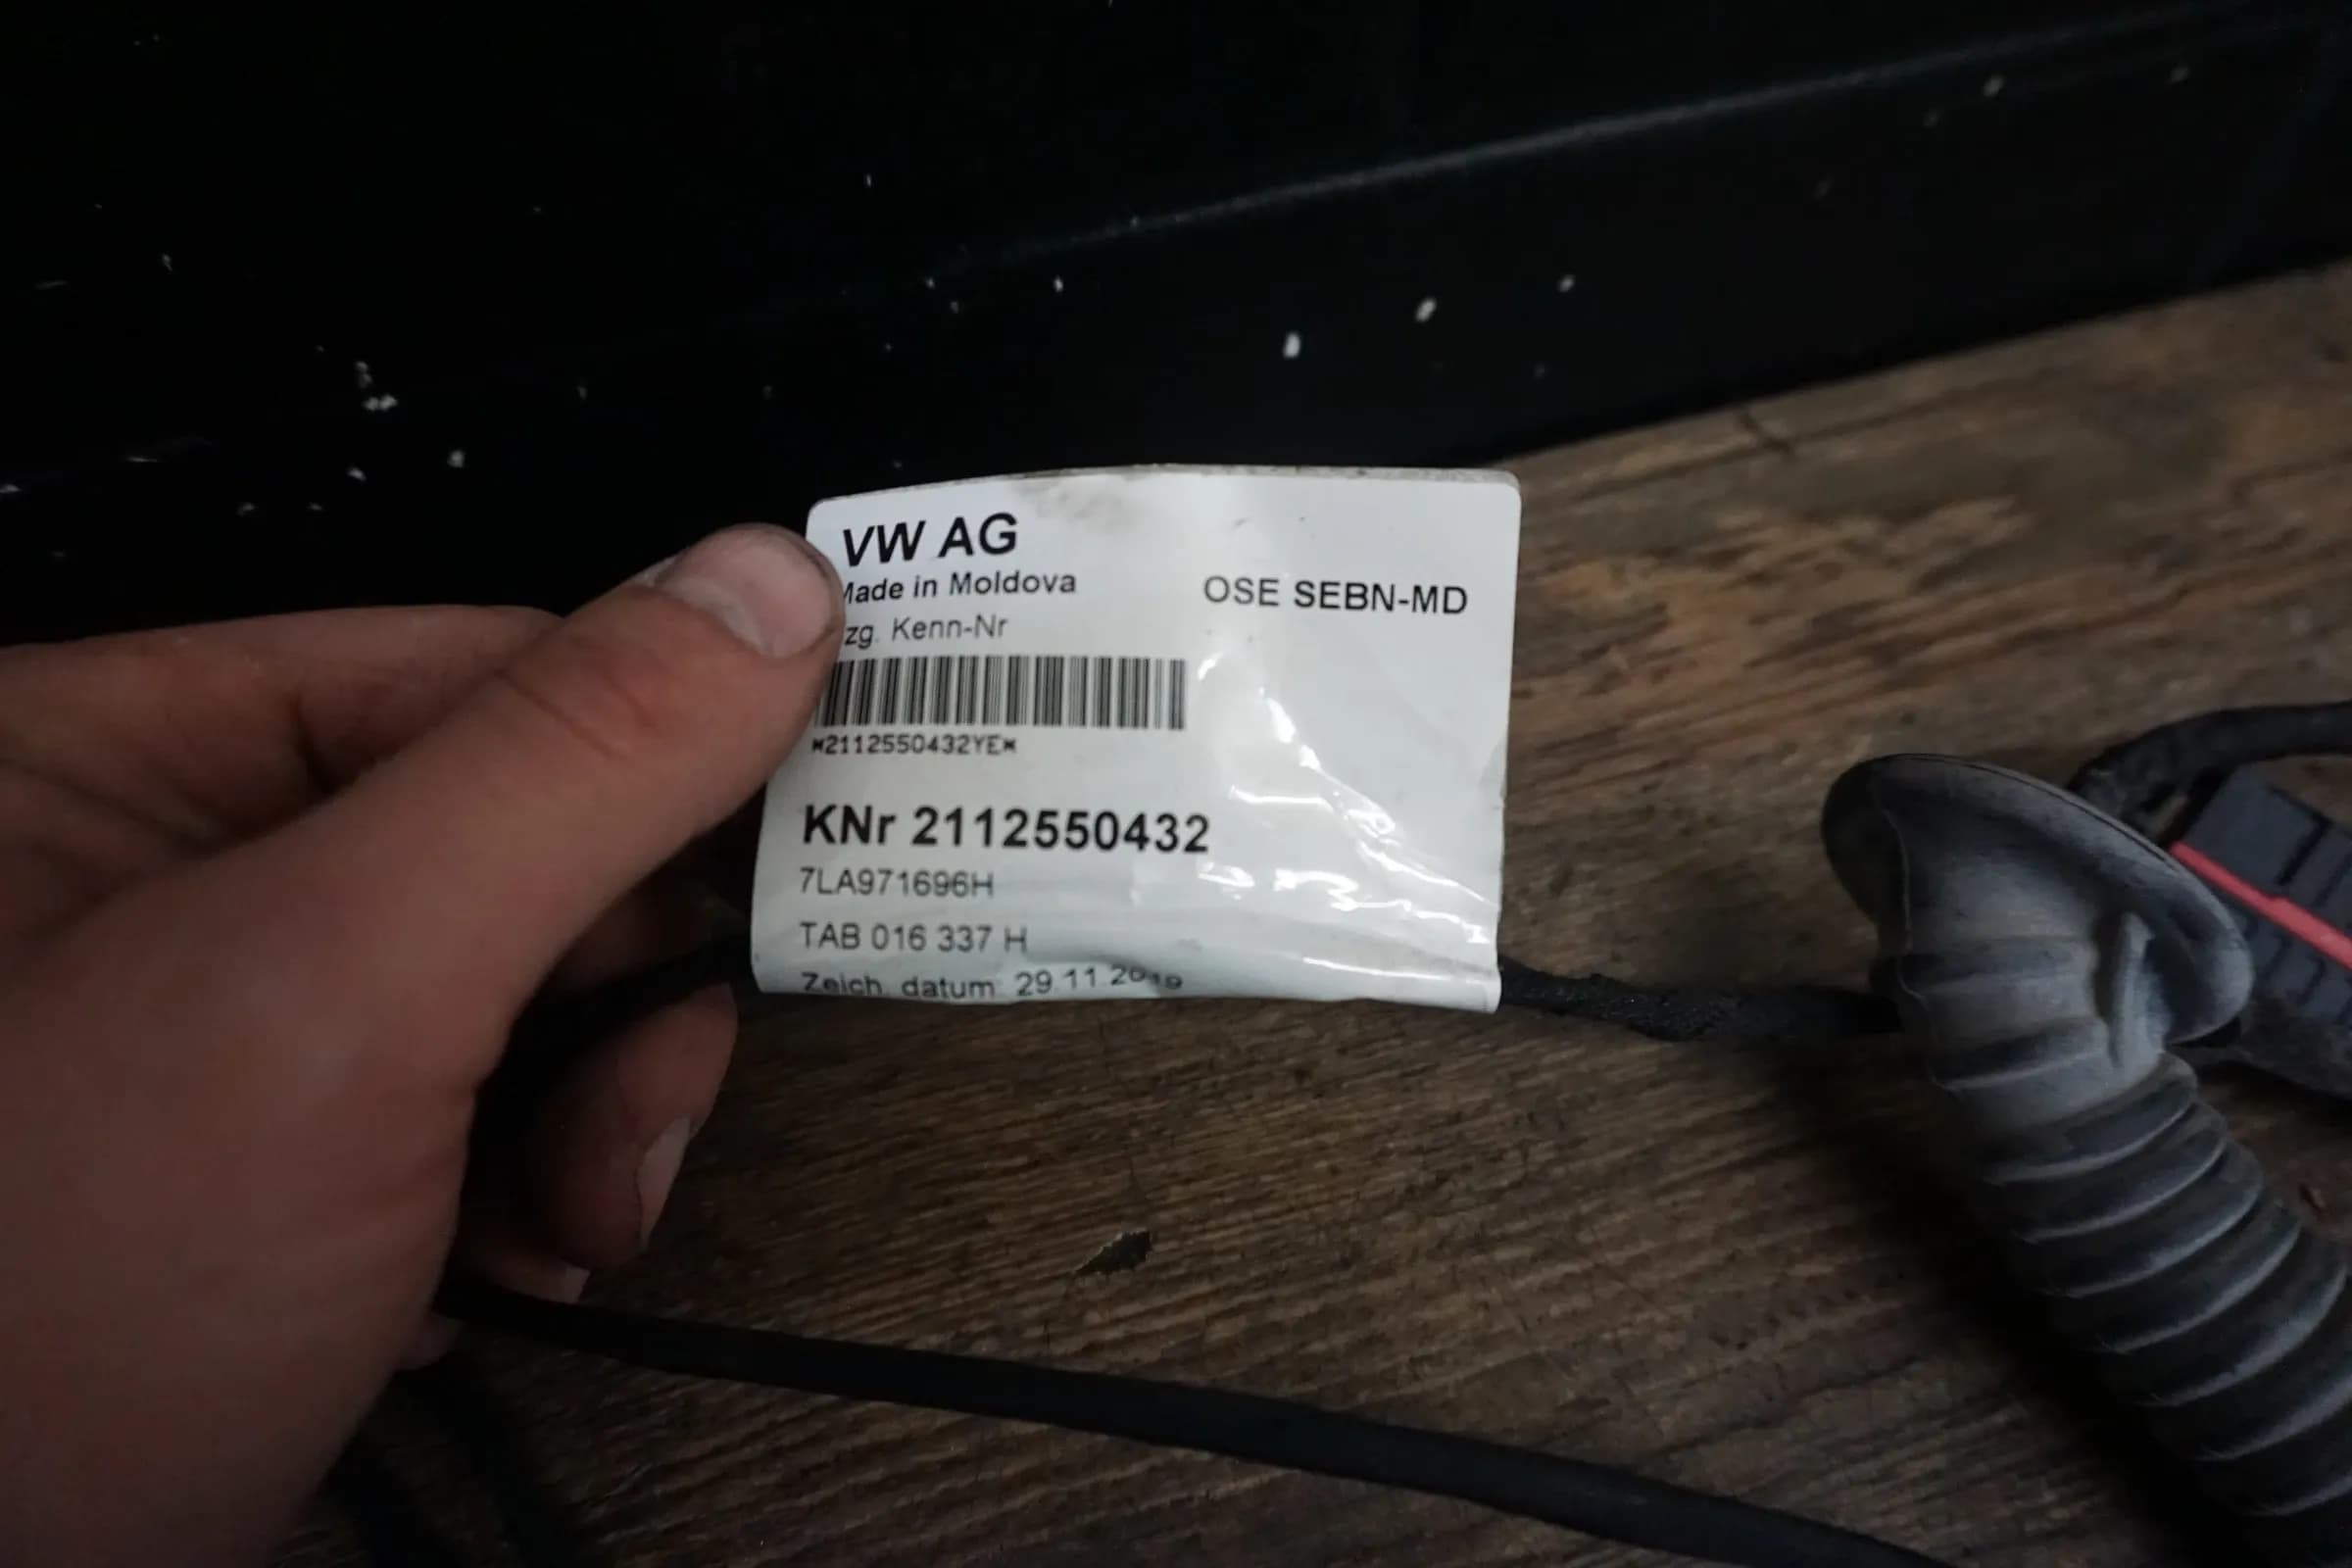 VW AG
Made in Moldova
OSE SEBN-MD
zg. Kenn-Nr
*2112550432YE*
KNr 2112550432
7LA971696H
TAB 016 337 H
Zeich. datum: 29.11.2019